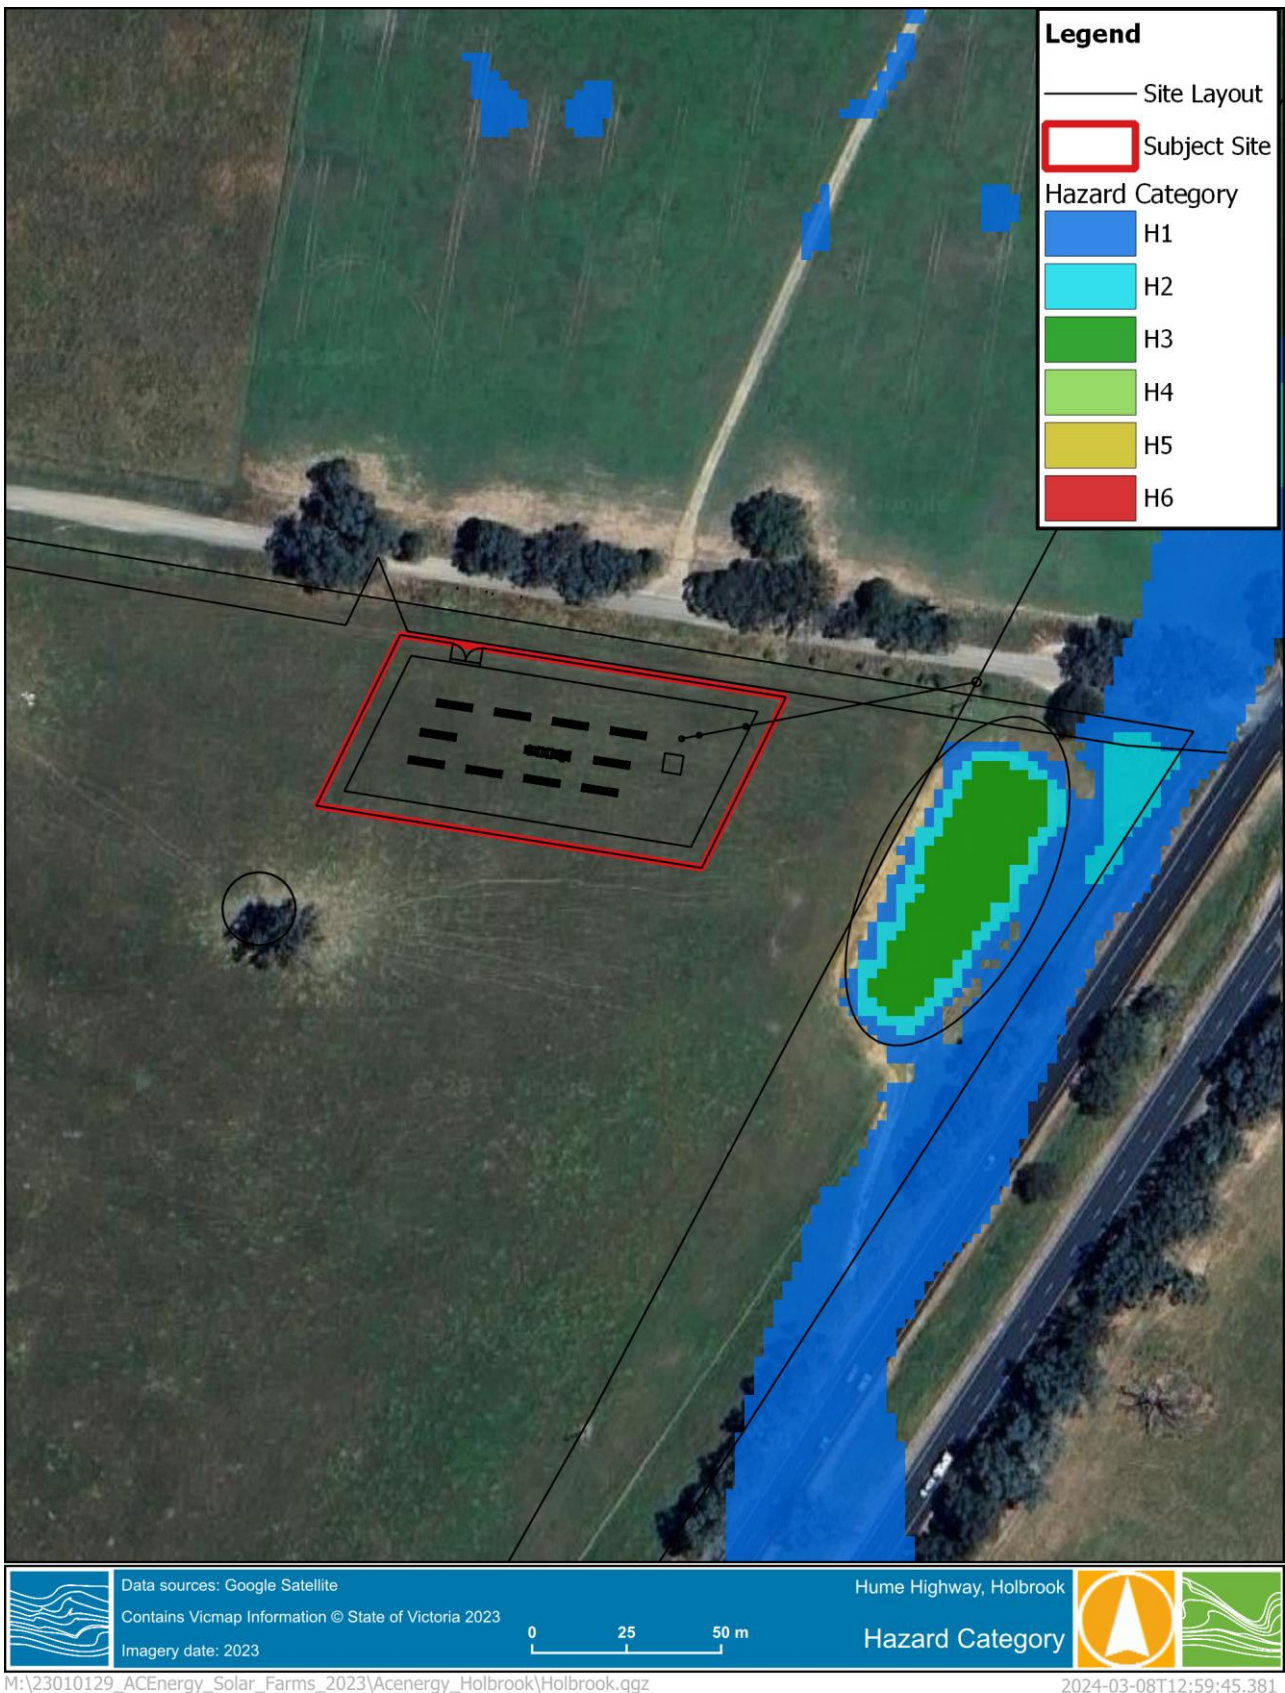 Legend
Site Layout
Subject Site
Hazard Category
H1
H2
H3
H4
H5
H6
Data sources: Google Satellite
Contains Vicmap Information © State of Victoria 2023
Imagery date: 2023
0 25 50 m
Hume Highway, Holbrook
Hazard Category
M:\23010129_ACEnergy_Solar_Farms_2023\Acenergy_Holbrook\Holbrook.qgz
2024-03-08T12:59:45.381